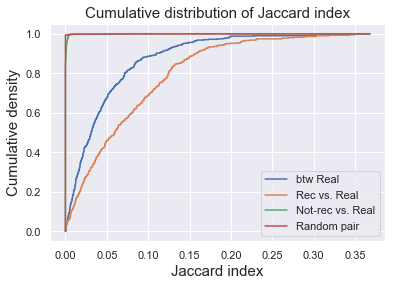 Cumulative distribution of Jaccard index
Cumulative density
1.0
0.8
0.6
0.4
0.2
0.0
btw Real
Rec vs. Real
Not-rec vs. Real
Random pair
0.00 0.05 0.10 0.15 0.20 0.25 0.30 0.35
Jaccard index